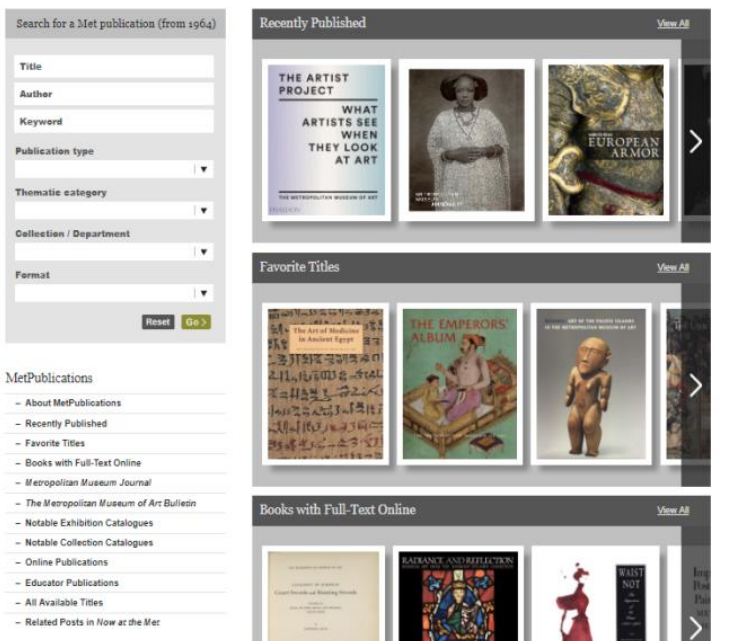 Search for a Met publication (from 1964)
Title
Author
Keyword
Publication type
Thematic category
Collection / Department
Format
Reset Go >
MetPublications
– About MetPublications
– Recently Published
– Favorite Titles
– Books with Full-Text Online
– Metropolitan Museum Journal
– The Metropolitan Museum of Art Bulletin
– Notable Exhibition Catalogues
– Notable Collection Catalogues
– Online Publications
– Educator Publications
– All Available Titles
– Related Posts in Now at the Met
Recently Published View All
THE ARTIST
PROJECT
WHAT
ARTISTS SEE
WHEN
THEY LOOK
AT ART
THE METROPOLITAN MUSEUM OF ART
PHAIDON
EUROPEAN
ARMOR
Favorite Titles View All
The Art of Medicine
in Ancient Egypt
THE EMPERORS'
ALBUM
ART OF THE PACIFIC ISLANDS
IN THE METROPOLITAN MUSEUM OF ART
Books with Full-Text Online View All
Court Swords and Hunting Swords
RADIANCE AND REFLECTION
WAIST
NOT